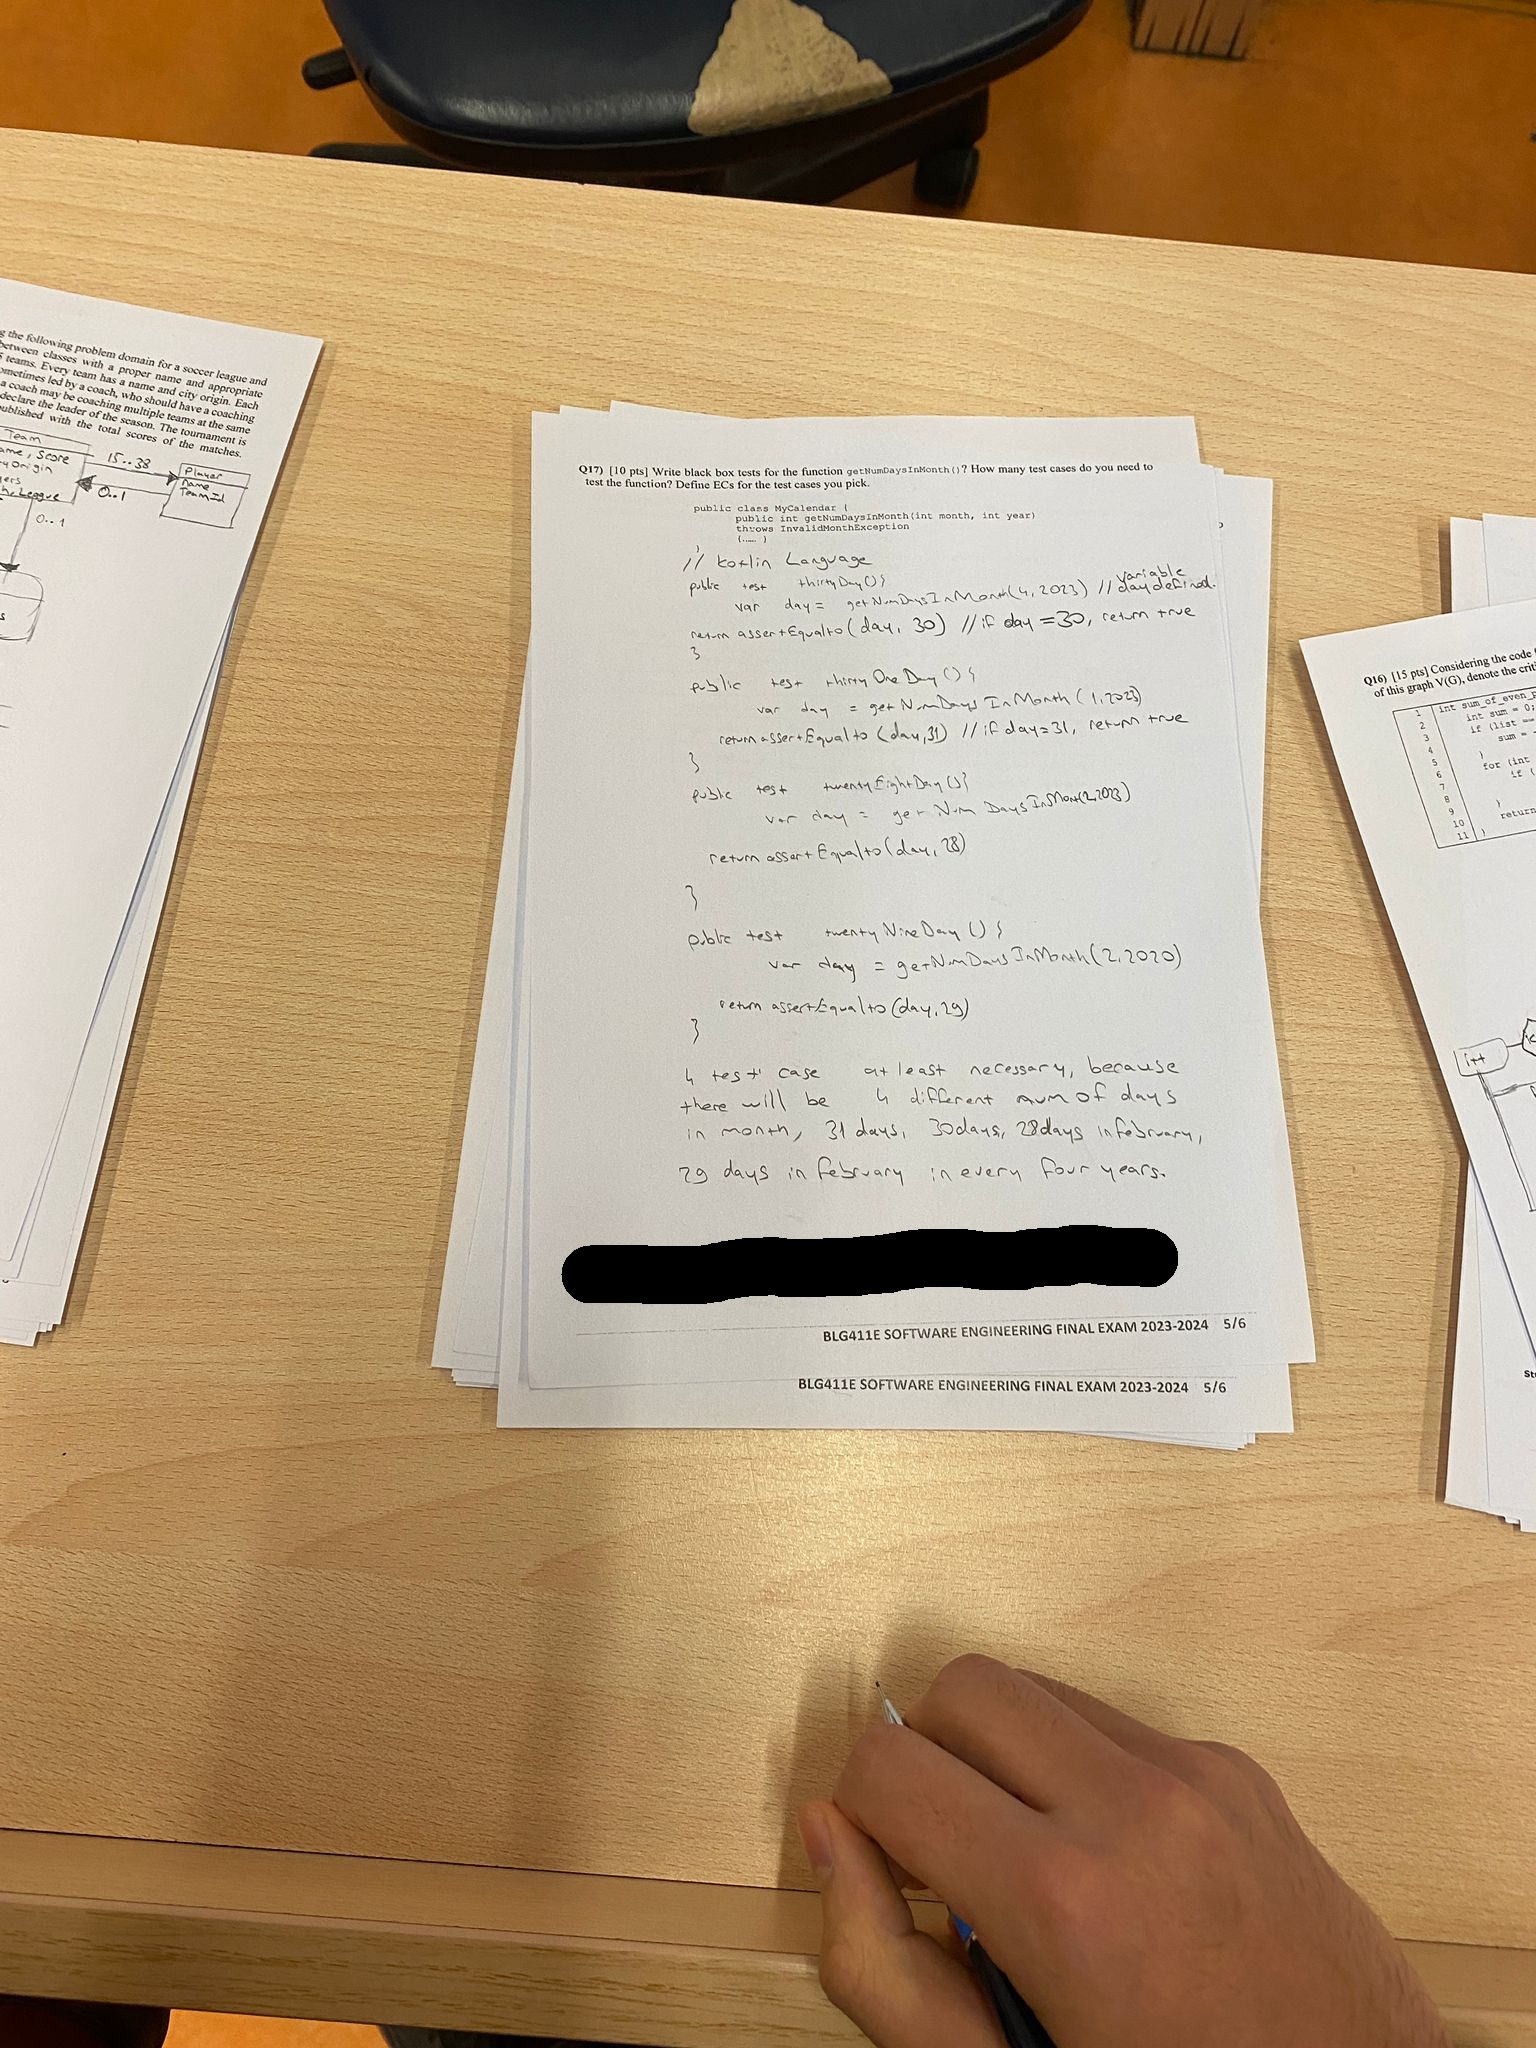 g the following problem domain for a soccer league and
between classes with a proper name and appropriate
5 teams. Every team has a name and city origin. Each
ometimes led by a coach, who should have a coaching
a coach may be coaching multiple teams at the same
declare the leader of the season. The tournament is
published with the total scores of the matches.
Team
ame, Score
yOrigin
yers
h, League
15..38
0..1
Player
name
TeamId
0..1
s
Q17) [10 pts] Write black box tests for the function getNumDaysInMonth()? How many test cases do you need to
test the function? Define ECs for the test cases you pick.
public class MyCalendar {
public int getNumDaysInMonth(int month, int year)
throws InvalidMonthException
{..... }
}
// Kotlin Language
public test thirtyDay(){
var day = getNumDaysInMonth(4, 2023) // variable day defined.
return assertEqualto(day, 30) // if day = 30, return true
}
public test thirtyOneDay(){
var day = getNumDaysInMonth(1,2023)
return assertEqualto (day,31) // if day=31, return true
}
public test twentyEightDay(){
var day = getNumDaysInMont(2,2023)
return assertEqualto(day,28)
}
public test twentyNineDay(){
var day = getNumDaysInMonth(2,2020)
return assertEqualto(day,29)
}
4 test case at least necessary, because
there will be 4 different num of days
in month, 31 days, 30days, 28days in february,
29 days in february in every four years.
BLG411E SOFTWARE ENGINEERING FINAL EXAM 2023-2024 5/6
BLG411E SOFTWARE ENGINEERING FINAL EXAM 2023-2024 5/6
Q16) [15 pts] Considering the code
of this graph V(G), denote the crit
1 int sum_of_even_p
2 int sum = 0;
3 if (list ==
4 sum = -
5 }
6 for (int
7 if (
8
9 }
10 return
11 }
i++
St